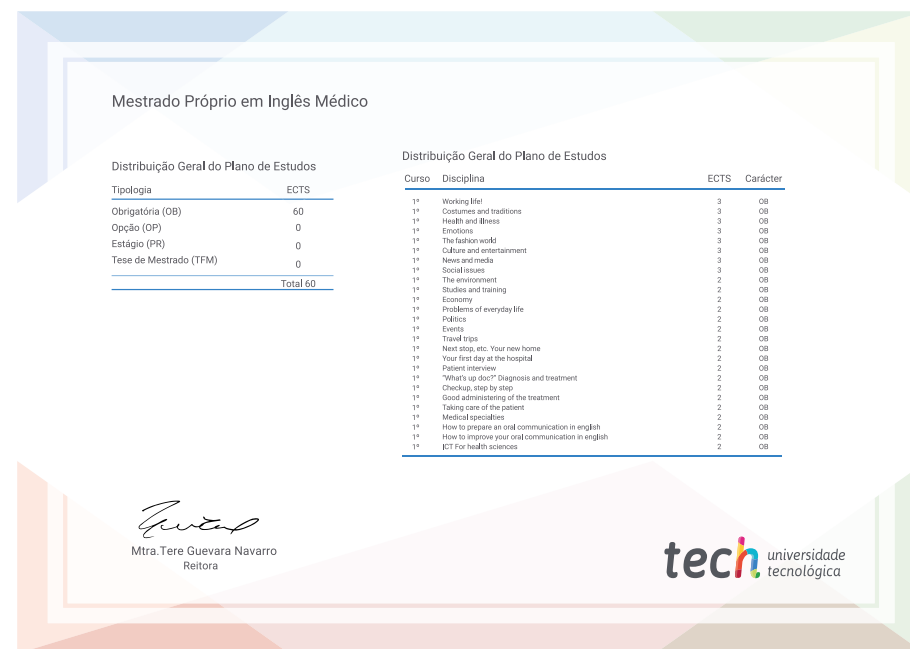 Mestrado Próprio em Inglês Médico
Distribuição Geral do Plano de Estudos
Tipologia ECTS
Obrigatória (OB) 60
Opção (OP) 0
Estágio (PR) 0
Tese de Mestrado (TFM) 0
Total 60
Distribuição Geral do Plano de Estudos
Curso Disciplina ECTS Carácter
1º Working life! 3 OB
1º Costumes and traditions 3 OB
1º Health and illness 3 OB
1º Emotions 3 OB
1º The fashion world 3 OB
1º Culture and entertainment 3 OB
1º News and media 3 OB
1º Social issues 3 OB
1º The environment 2 OB
1º Studies and training 2 OB
1º Economy 2 OB
1º Problems of everyday life 2 OB
1º Politics 2 OB
1º Events 2 OB
1º Travel trips 2 OB
1º Next stop, etc. Your new home 2 OB
1º Your first day at the hospital 2 OB
1º Patient interview 2 OB
1º "What's up doc?" Diagnosis and treatment 2 OB
1º Checkup, step by step 2 OB
1º Good administering of the treatment 2 OB
1º Taking care of the patient 2 OB
1º Medical specialties 2 OB
1º How to prepare an oral communication in english 2 OB
1º How to improve your oral communication in english 2 OB
1º ICT For health sciences 2 OB
Mtra.Tere Guevara Navarro
Reitora
tech universidade
tecnológica